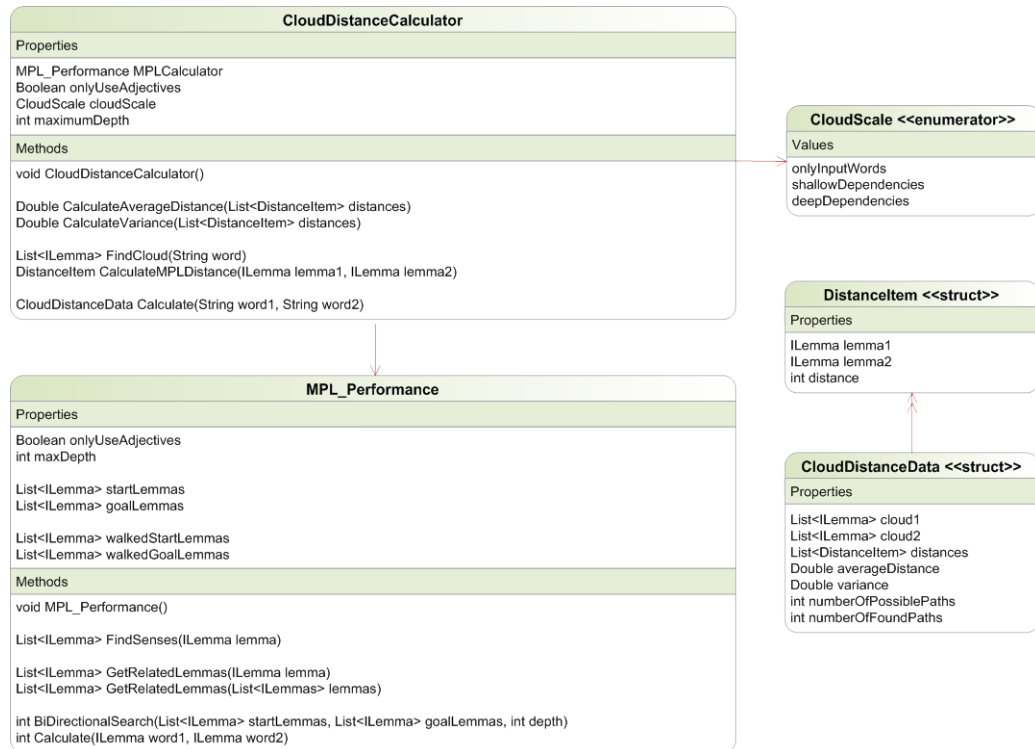 CloudDistanceCalculator
Properties
MPL_Performance MPLCalculator
Boolean onlyUseAdjectives
CloudScale cloudScale
int maximumDepth
Methods
void CloudDistanceCalculator()
Double CalculateAverageDistance(List<DistanceItem> distances)
Double CalculateVariance(List<DistanceItem> distances)
List<ILemma> FindCloud(String word)
DistanceItem CalculateMPLDistance(ILemma lemma1, ILemma lemma2)
CloudDistanceData Calculate(String word1, String word2)
CloudScale <<enumerator>>
Values
onlyInputWords
shallowDependencies
deepDependencies
DistanceItem <<struct>>
Properties
ILemma lemma1
ILemma lemma2
int distance
MPL_Performance
Properties
Boolean onlyUseAdjectives
int maxDepth
List<ILemma> startLemmas
List<ILemma> goalLemmas
List<ILemma> walkedStartLemmas
List<ILemma> walkedGoalLemmas
Methods
void MPL_Performance()
List<ILemma> FindSenses(ILemma lemma)
List<ILemma> GetRelatedLemmas(ILemma lemma)
List<ILemma> GetRelatedLemmas(List<ILemmas> lemmas)
int BiDirectionalSearch(List<ILemma> startLemmas, List<ILemma> goalLemmas, int depth)
int Calculate(ILemma word1, ILemma word2)
CloudDistanceData <<struct>>
Properties
List<ILemma> cloud1
List<ILemma> cloud2
List<DistanceItem> distances
Double averageDistance
Double variance
int numberOfPossiblePaths
int numberOfFoundPaths